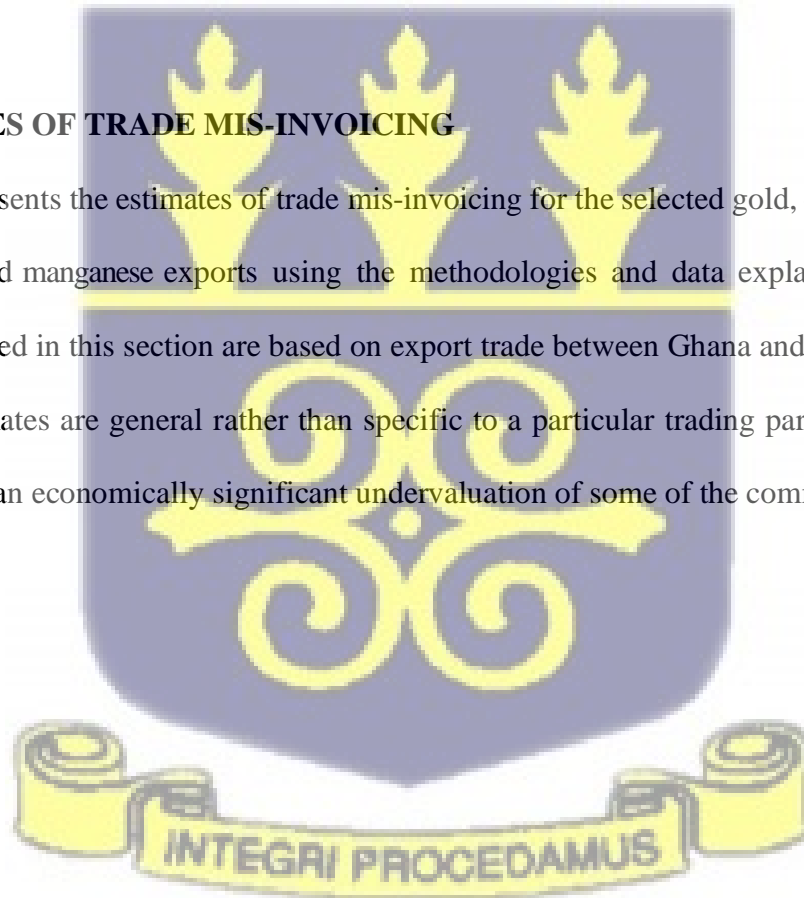 ES OF TRADE MIS-INVOICING
sents the estimates of trade mis-invoicing for the selected gold,
d manganese exports using the methodologies and data expla
ed in this section are based on export trade between Ghana and
ates are general rather than specific to a particular trading par
an economically significant undervaluation of some of the com
INTEGRI PROCEDAMUS